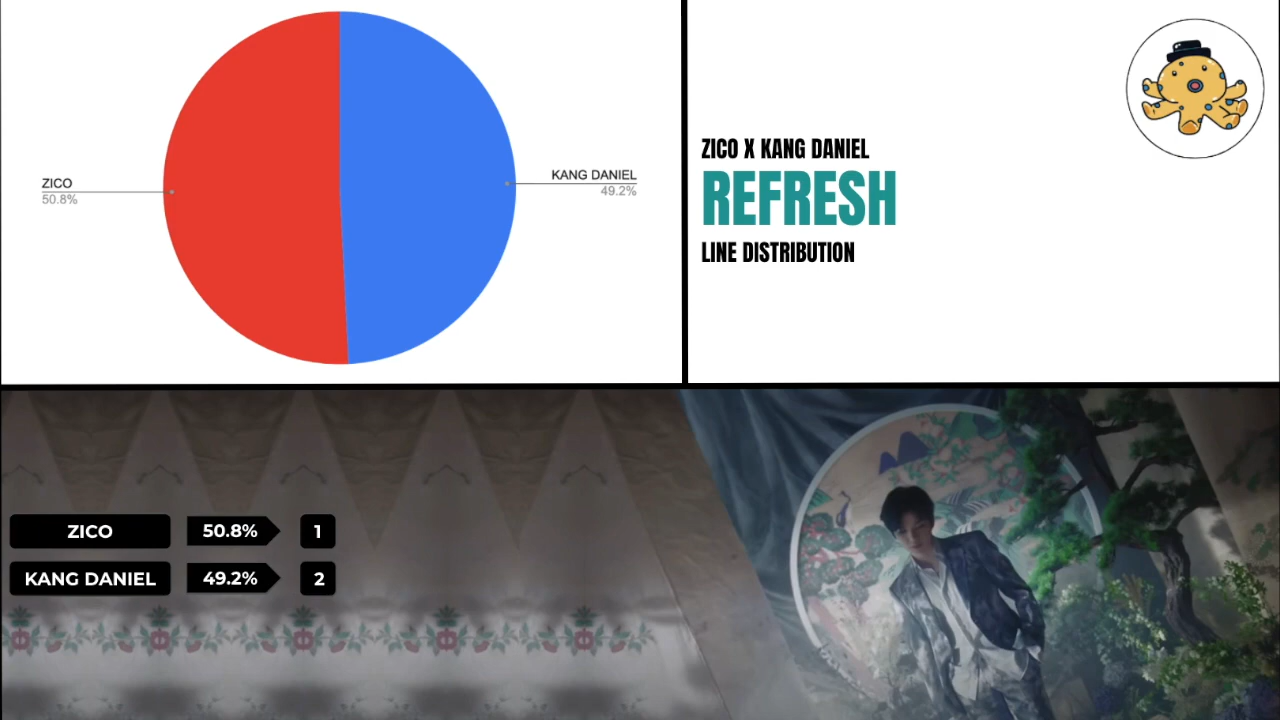 ZICO
50.8%
KANG DANIEL
49.2%
ZICO X KANG DANIEL
REFRESH
LINE DISTRIBUTION
ZICO 50.8% 1
KANG DANIEL 49.2% 2